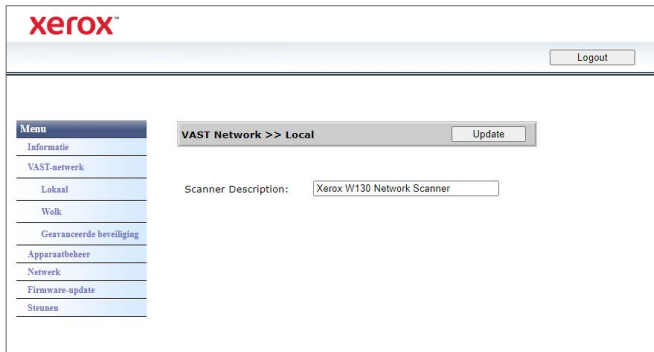 xerox™
Logout
Menu
Informatie
VAST-netwerk
Lokaal
Wolk
Geavanceerde beveiliging
Apparaatbeheer
Netwerk
Firmware-update
Steunen
VAST Network >> Local
Update
Scanner Description:
Xerox W130 Network Scanner